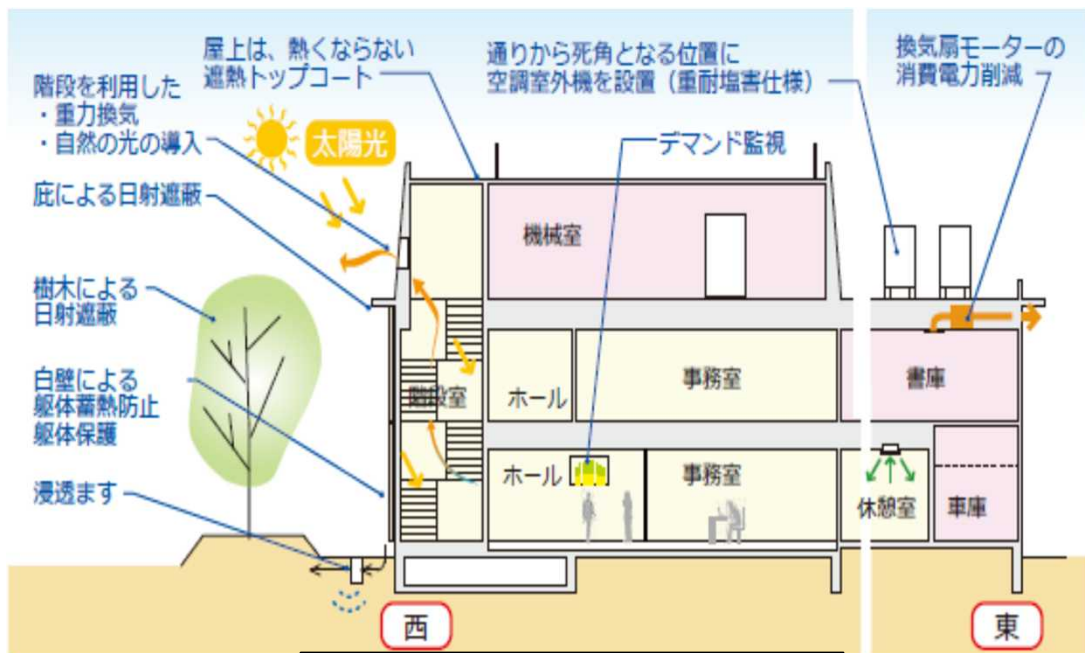 屋上は、熱くならない
遮熱トップコート
通りから死角となる位置に
空調室外機を設置（重耐塩害仕様）
換気扇モーターの
消費電力削減
階段を利用した
・重力換気
・自然の光の導入
太陽光
デマンド監視
庇による日射遮蔽
機械室
樹木による
日射遮蔽
白壁による
躯体蓄熱防止
躯体保護
階段室
ホール
事務室
書庫
浸透ます
ホール
事務室
休憩室
車庫
西
東